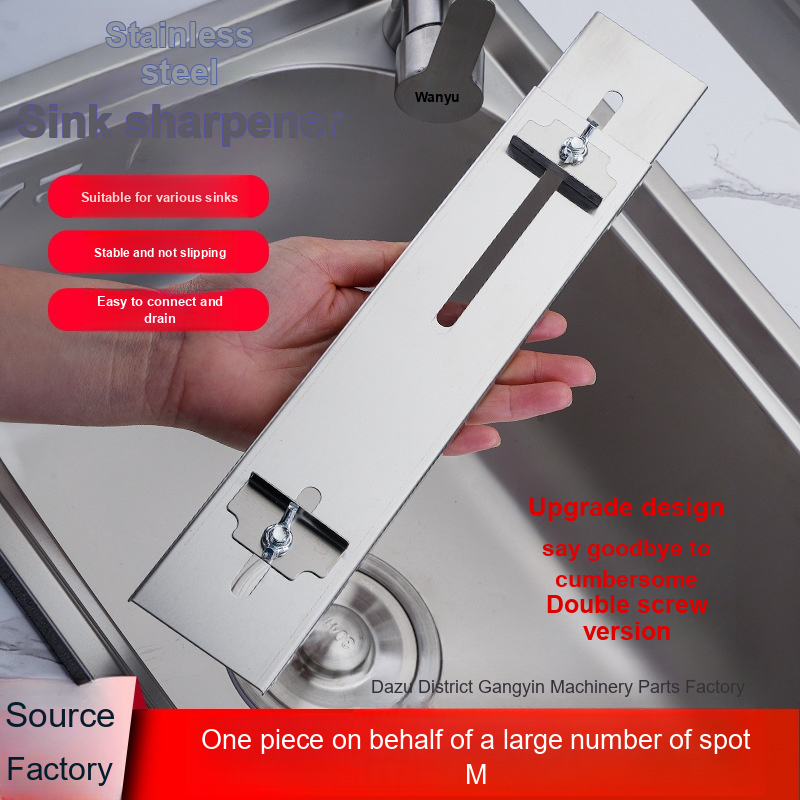 Stainless
steel
Sink sharpener
Wanyu
Suitable for various sinks
Stable and not slipping
Easy to connect and
drain
Upgrade design
say goodbye to
cumbersome
Double screw
version
Dazu District Gangyin Machinery Parts Factory
Source
Factory
One piece on behalf of a large number of spot
M